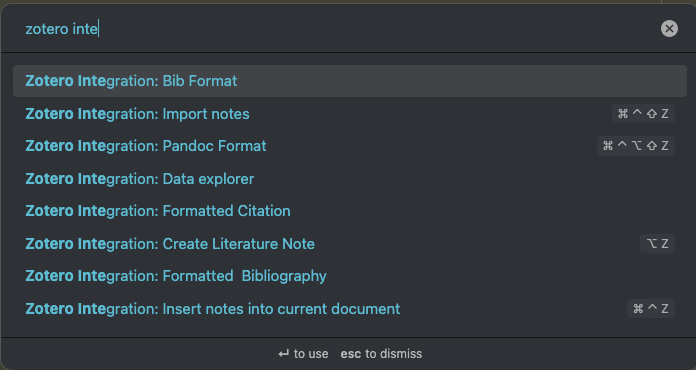 zotero inte
Zotero Integration: Bib Format
Zotero Integration: Import notes ⌘ ^ ⇧ Z
Zotero Integration: Pandoc Format ⌘ ^ ⌥ ⇧ Z
Zotero Integration: Data explorer
Zotero Integration: Formatted Citation
Zotero Integration: Create Literature Note ⌥ Z
Zotero Integration: Formatted  Bibliography
Zotero Integration: Insert notes into current document ⌘ ^ Z
↵ to use esc to dismiss